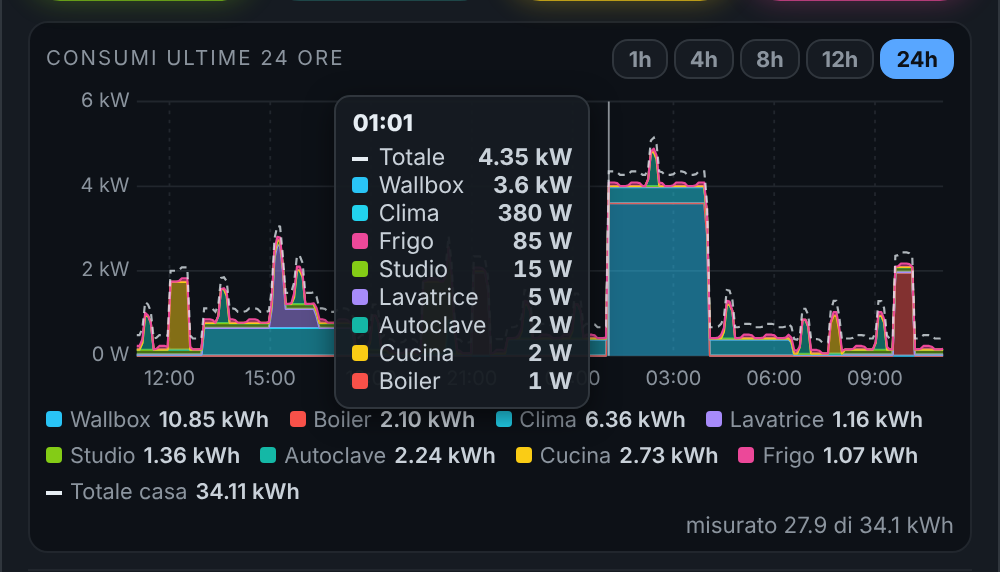 CONSUMI ULTIME 24 ORE
1h 4h 8h 12h 24h
6 kW
4 kW
2 kW
0 W
01:01
Totale 4.35 kW
Wallbox 3.6 kW
Clima 380 W
Frigo 85 W
Studio 15 W
Lavatrice 5 W
Autoclave 2 W
Cucina 2 W
Boiler 1 W
12:00 15:00 21:00 03:00 06:00 09:00
Wallbox 10.85 kWh Boiler 2.10 kWh Clima 6.36 kWh Lavatrice 1.16 kWh
Studio 1.36 kWh Autoclave 2.24 kWh Cucina 2.73 kWh Frigo 1.07 kWh
Totale casa 34.11 kWh
misurato 27.9 di 34.1 kWh